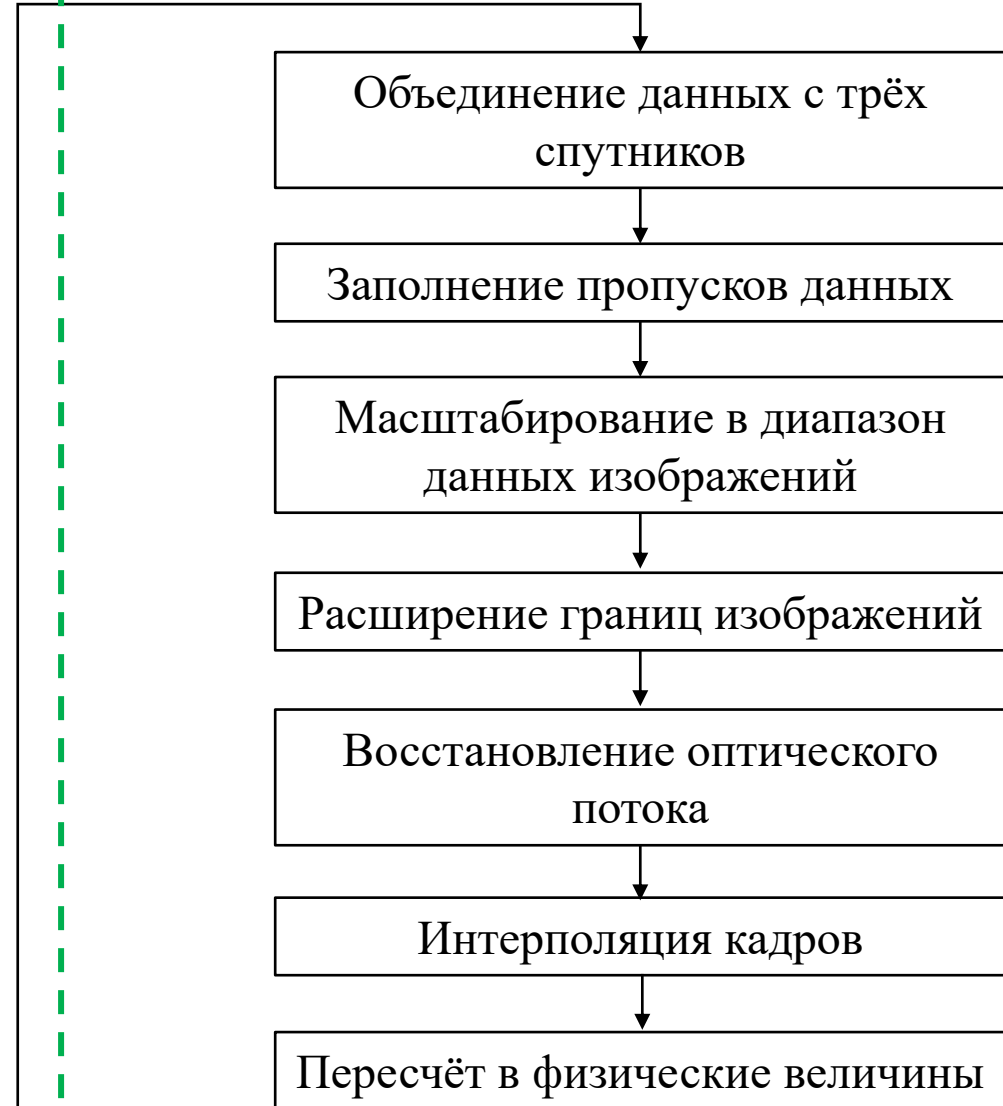 Объединение данных с трёх
спутников
Заполнение пропусков данных
Масштабирование в диапазон
данных изображений
Расширение границ изображений
Восстановление оптического
потока
Интерполяция кадров
Пересчёт в физические величины